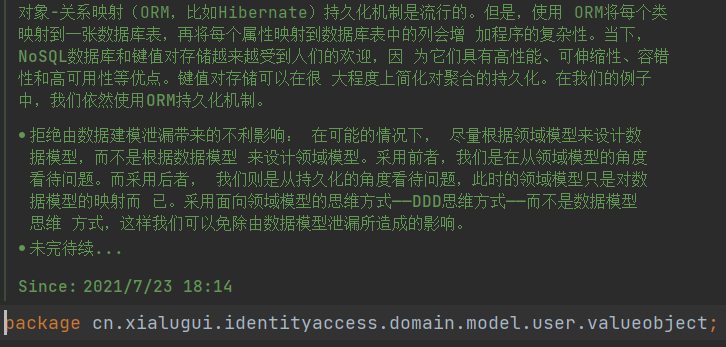 对象-关系映射（ORM，比如Hibernate）持久化机制是流行的。但是，使用 ORM将每个类
映射到一张数据库表，再将每个属性映射到数据库表中的列会增 加程序的复杂性。当下，
NoSQL数据库和键值对存储越来越受到人们的欢迎，因 为它们具有高性能、可伸缩性、容错
性和高可用性等优点。键值对存储可以在很 大程度上简化对聚合的持久化。在我们的例子
中，我们依然使用ORM持久化机制。
• 拒绝由数据建模泄漏带来的不利影响： 在可能的情况下， 尽量根据领域模型来设计数
据模型，而不是根据数据模型 来设计领域模型。采用前者，我们是在从领域模型的角度
看待问题。而采用后者， 我们则是从持久化的角度看待问题，此时的领域模型只是对数
据模型的映射而 已。采用面向领域模型的思维方式——DDD思维方式——而不是数据模型
思维 方式，这样我们可以免除由数据模型泄漏所造成的影响。
• 未完待续...
Since: 2021/7/23 18:14
package cn.xialugui.identityaccess.domain.model.user.valueobject;